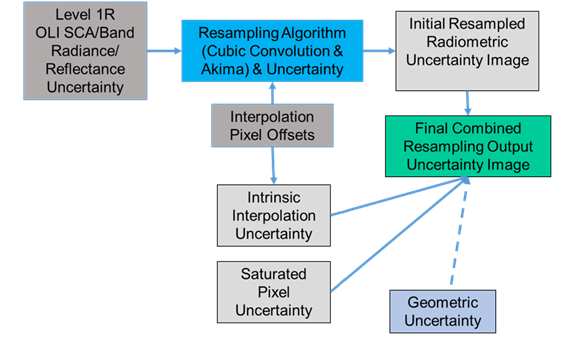 Level 1R
OLI SCA/Band
Radiance/
Reflectance
Uncertainty
Resampling Algorithm
(Cubic Convolution &
Akima) & Uncertainty
Initial Resampled
Radiometric
Uncertainty Image
Interpolation
Pixel Offsets
Final Combined
Resampling Output
Uncertainty Image
Intrinsic
Interpolation
Uncertainty
Saturated
Pixel
Uncertainty
Geometric
Uncertainty